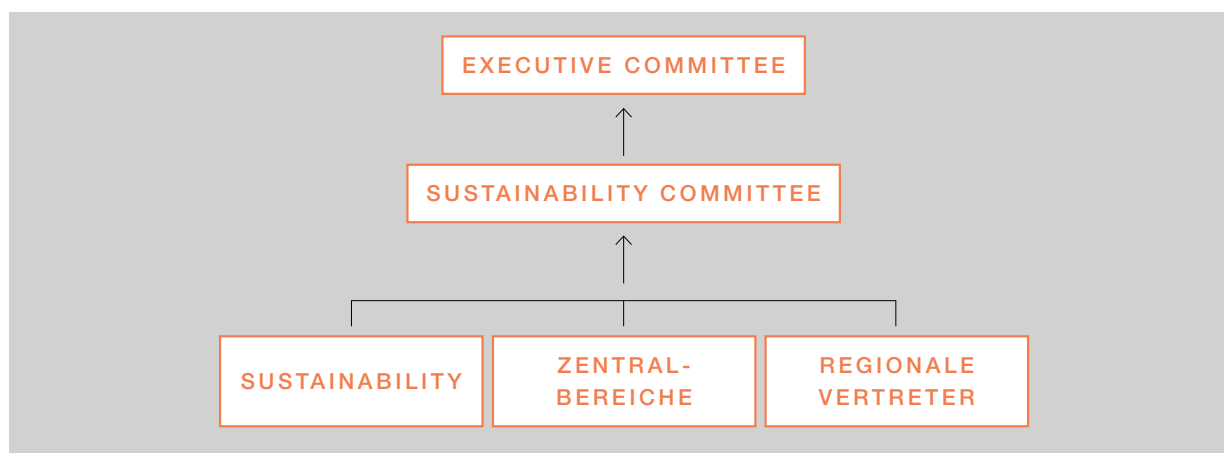 EXECUTIVE COMMITTEE
SUSTAINABILITY COMMITTEE
SUSTAINABILITY
ZENTRAL-
BEREICHE
REGIONALE
VERTRETER